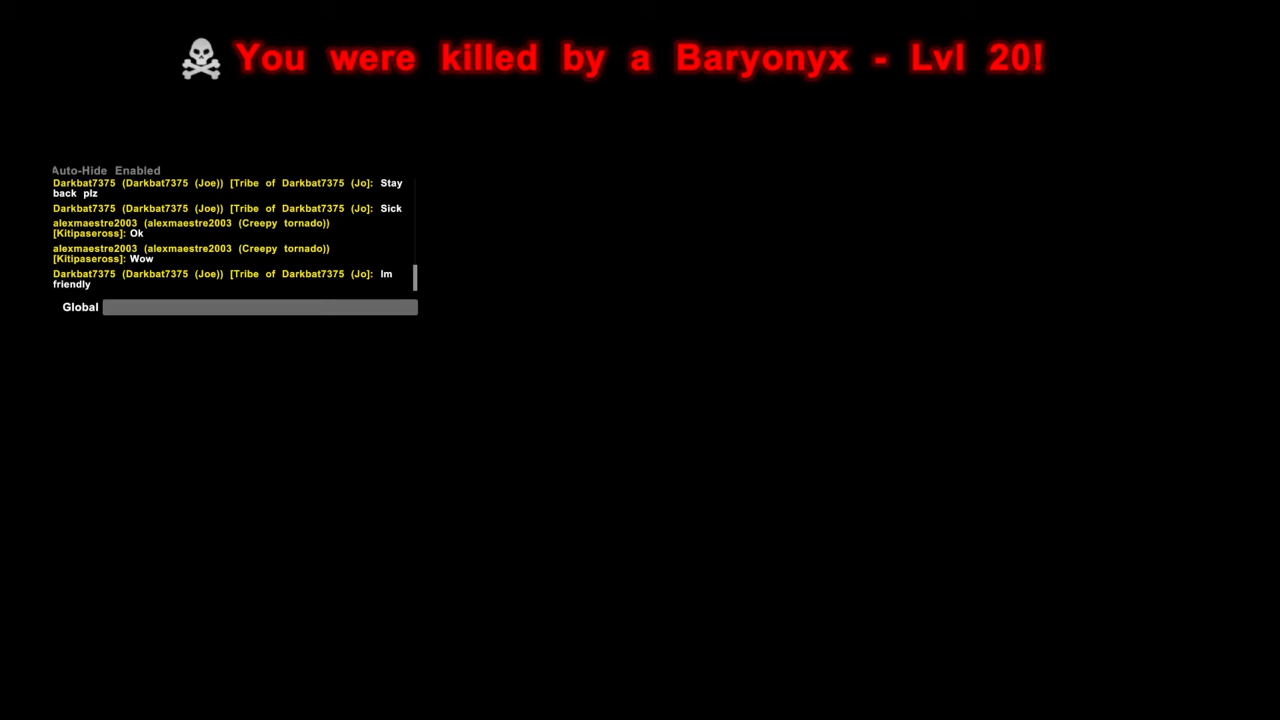 You were killed by a Baryonyx - Lvl 20!
Auto-Hide Enabled
Darkbat7375 (Darkbat7375 (Joe)) [Tribe of Darkbat7375 (Jo]: Stay
back plz
Darkbat7375 (Darkbat7375 (Joe)) [Tribe of Darkbat7375 (Jo]: Sick
alexmaestre2003 (alexmaestre2003 (Creepy tornado))
[Kitipaseross]: Ok
alexmaestre2003 (alexmaestre2003 (Creepy tornado))
[Kitipaseross]: Wow
Darkbat7375 (Darkbat7375 (Joe)) [Tribe of Darkbat7375 (Jo]: Im
friendly
Global